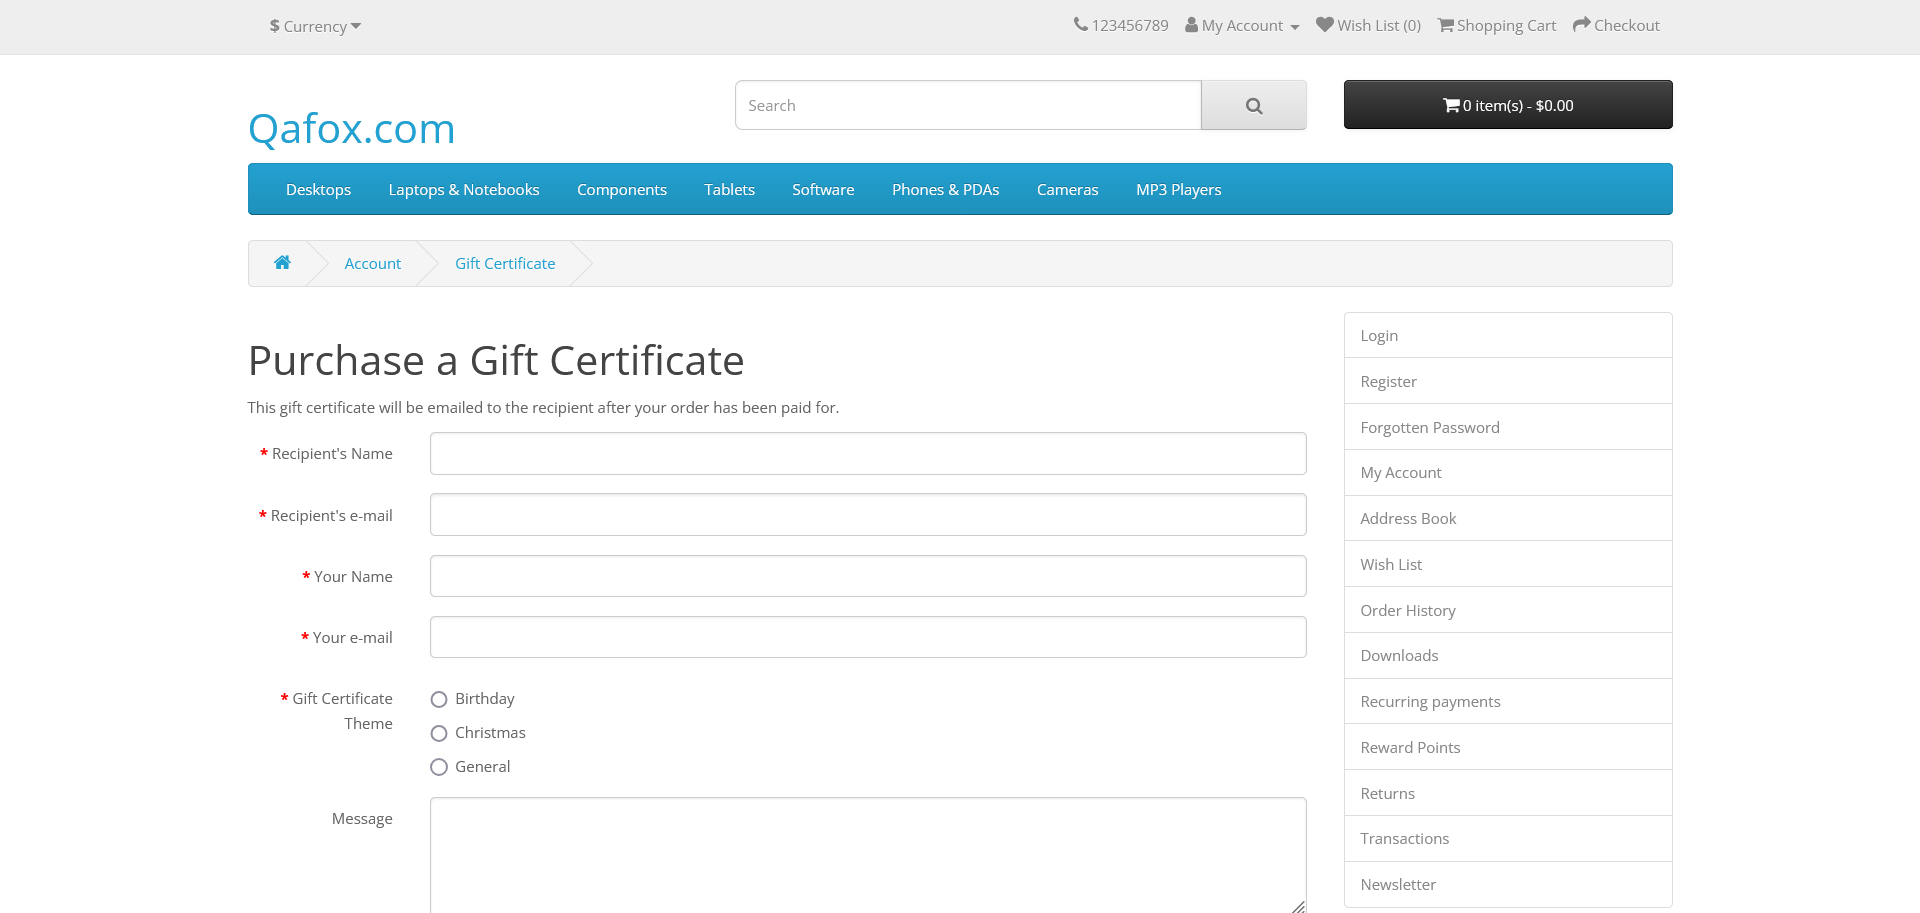 $ Currency
123456789 My Account Wish List (0) Shopping Cart Checkout
Qafox.com
Search
0 item(s) - $0.00
Desktops Laptops & Notebooks Components Tablets Software Phones & PDAs Cameras MP3 Players
Account Gift Certificate
Purchase a Gift Certificate
This gift certificate will be emailed to the recipient after your order has been paid for.
* Recipient's Name
* Recipient's e-mail
* Your Name
* Your e-mail
* Gift Certificate
Theme
Birthday
Christmas
General
Message
Login
Register
Forgotten Password
My Account
Address Book
Wish List
Order History
Downloads
Recurring payments
Reward Points
Returns
Transactions
Newsletter